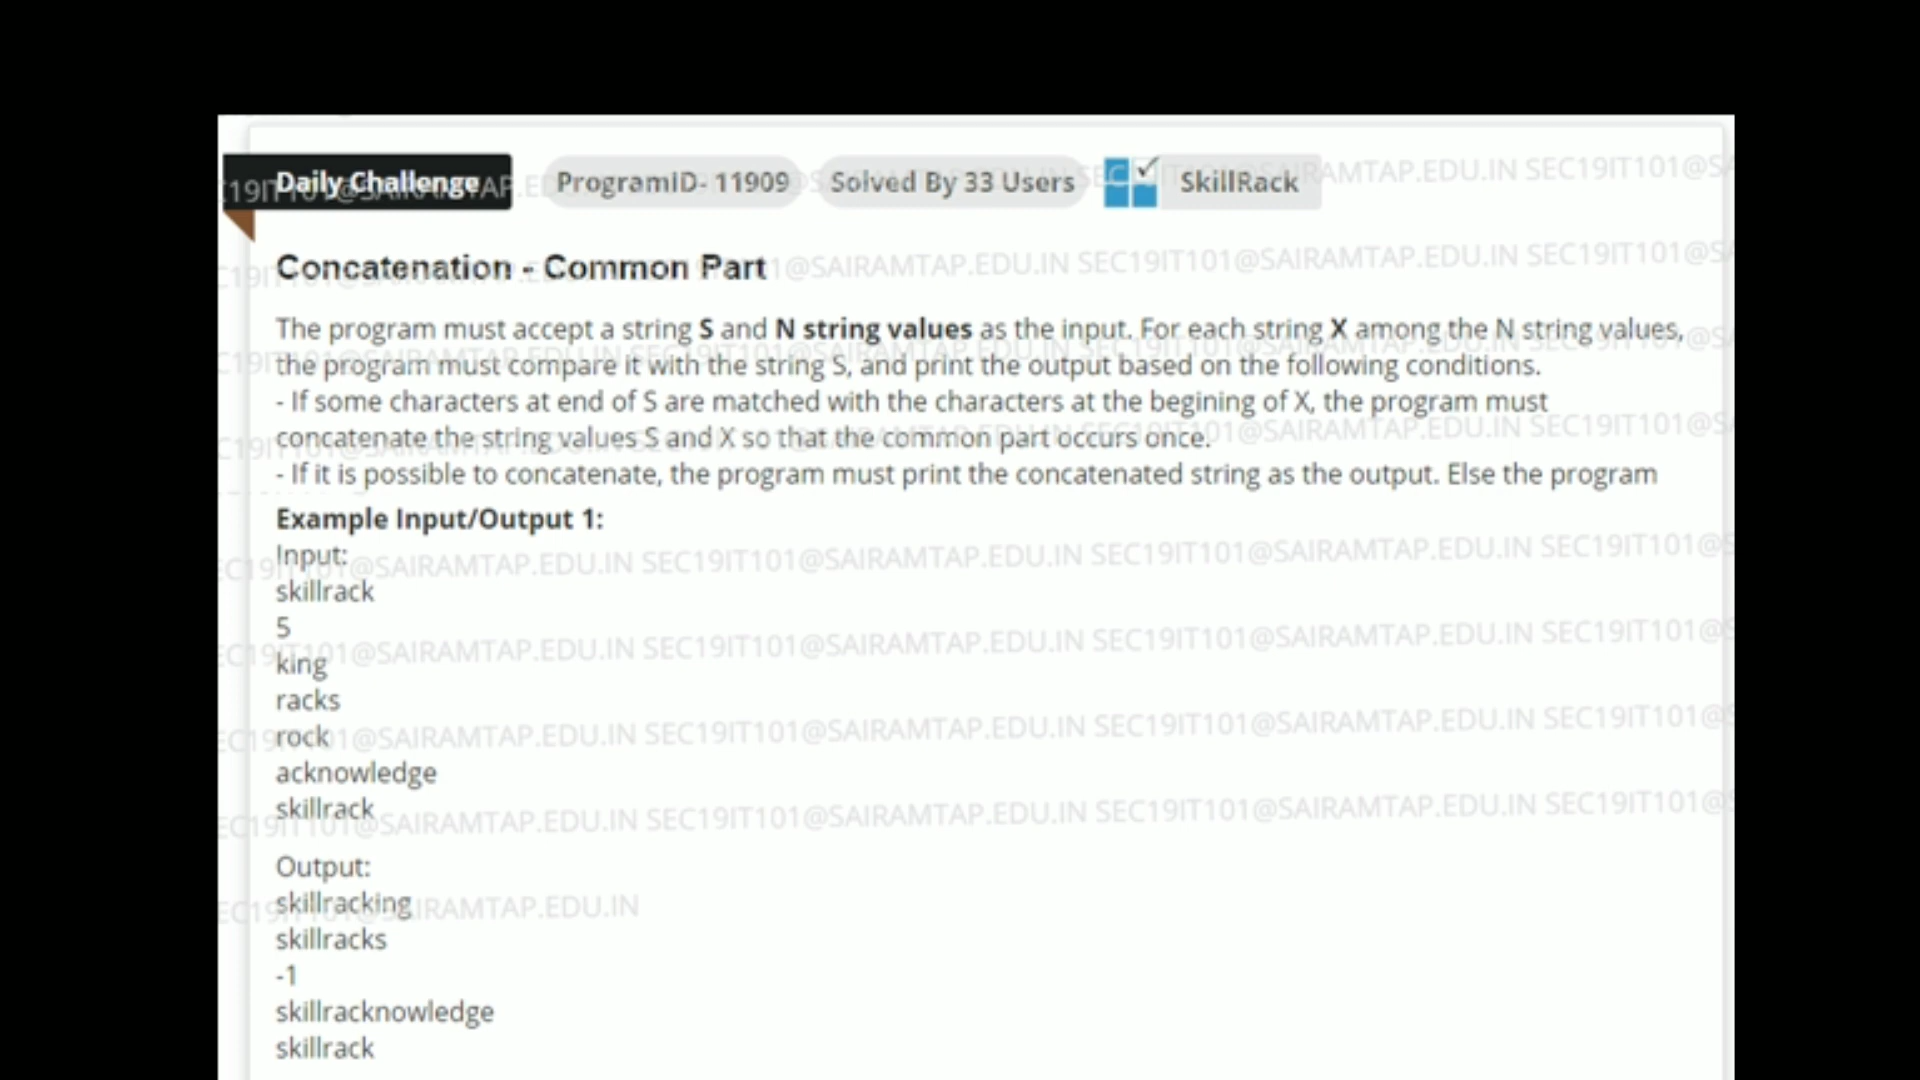 Daily Challenge
ProgramID- 11909
Solved By 33 Users
SkillRack
Concatenation - Common Part
The program must accept a string S and N string values as the input. For each string X among the N string values,
the program must compare it with the string S, and print the output based on the following conditions.
- If some characters at end of S are matched with the characters at the begining of X, the program must
concatenate the string values S and X so that the common part occurs once.
- If it is possible to concatenate, the program must print the concatenated string as the output. Else the program
Example Input/Output 1:
Input:
skillrack
5
king
racks
rock
acknowledge
skillrack
Output:
skillracking
skillracks
-1
skillracknowledge
skillrack
SEC19IT101@SAIRAMTAP.EDU.IN